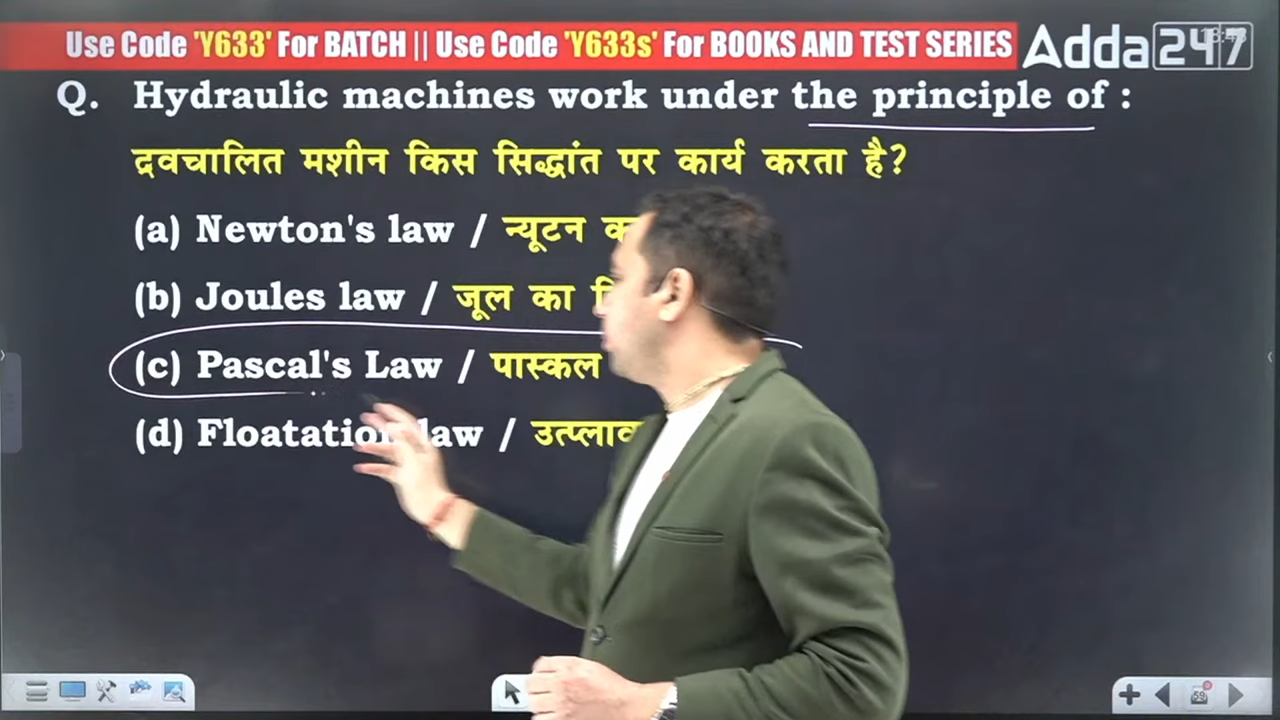 Use Code 'Y633' For BATCH || Use Code 'Y633s' For BOOKS AND TEST SERIES
Adda247
Q. Hydraulic machines work under the principle of :
द्रवचालित मशीन किस सिद्धांत पर कार्य करता है?
(a) Newton's law / न्यूटन
(b) Joules law / जूल का
(c) Pascal's Law / पास्कल
(d) Floatation law /
59